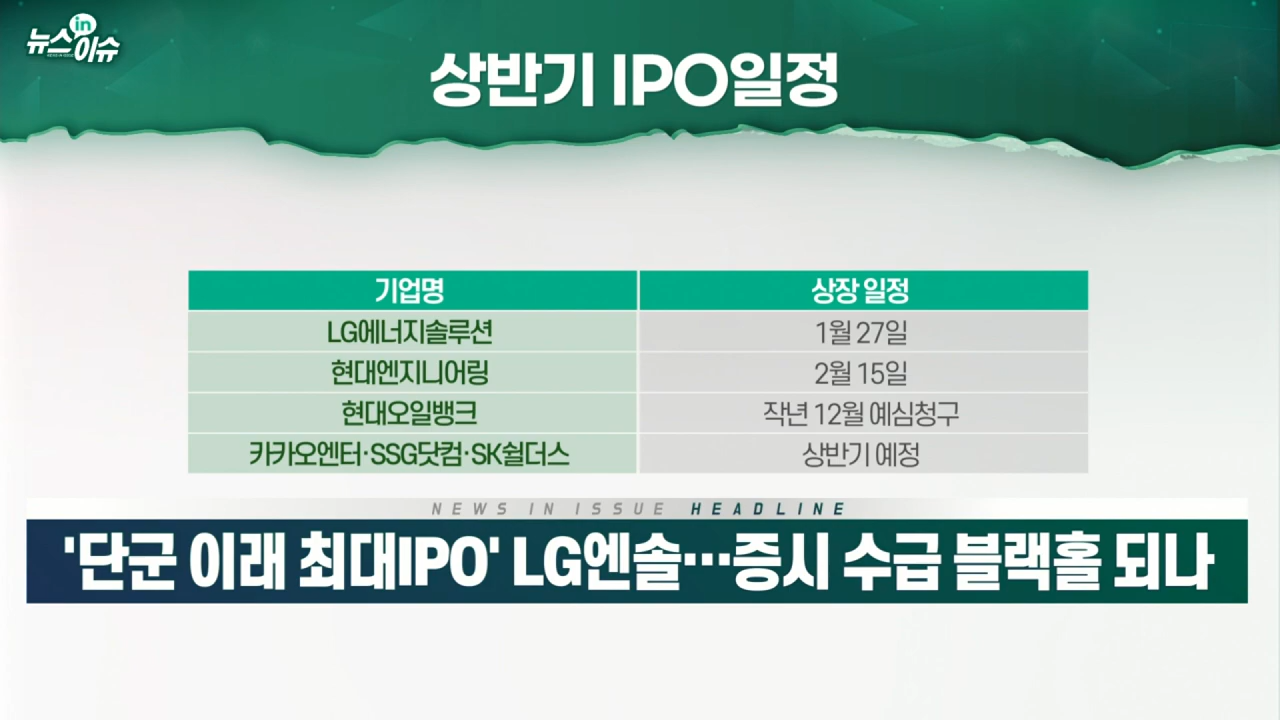 뉴스in이슈
상반기 IPO일정
기업명 상장 일정
LG에너지솔루션 1월 27일
현대엔지니어링 2월 15일
현대오일뱅크 작년 12월 예심청구
카카오엔터·SSG닷컴·SK쉴더스 상반기 예정
NEWS IN ISSUE HEADLINE
'단군 이래 최대IPO' LG엔솔…증시 수급 블랙홀 되나